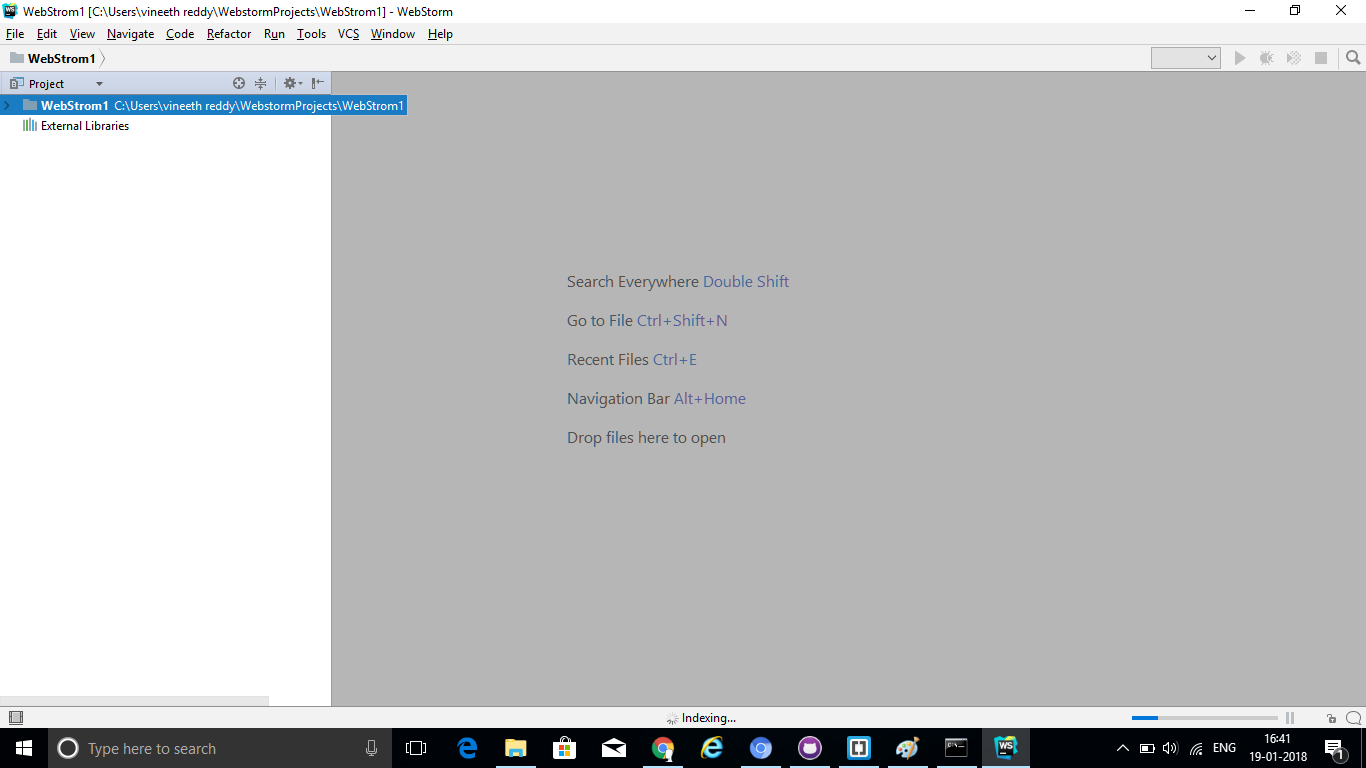 WebStrom1 [C:\Users\vineeth reddy\WebstormProjects\WebStrom1] - WebStorm
File Edit View Navigate Code Refactor Run Tools VCS Window Help
WebStrom1
Project
WebStrom1 C:\Users\vineeth reddy\WebstormProjects\WebStrom1
External Libraries
Search Everywhere Double Shift
Go to File Ctrl+Shift+N
Recent Files Ctrl+E
Navigation Bar Alt+Home
Drop files here to open
Indexing...
Type here to search
WS
ENG
16:41
19-01-2018
1